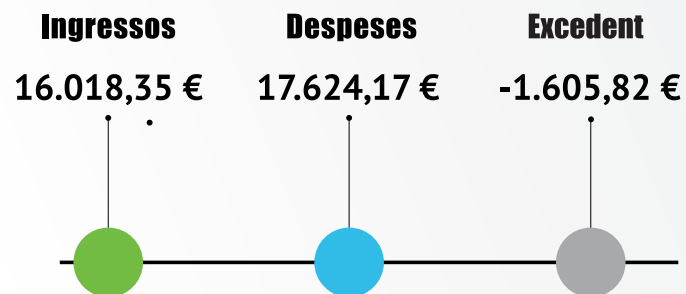 Ingressos Despeses Excedent
16.018,35 € 17.624,17 € -1.605,82 €